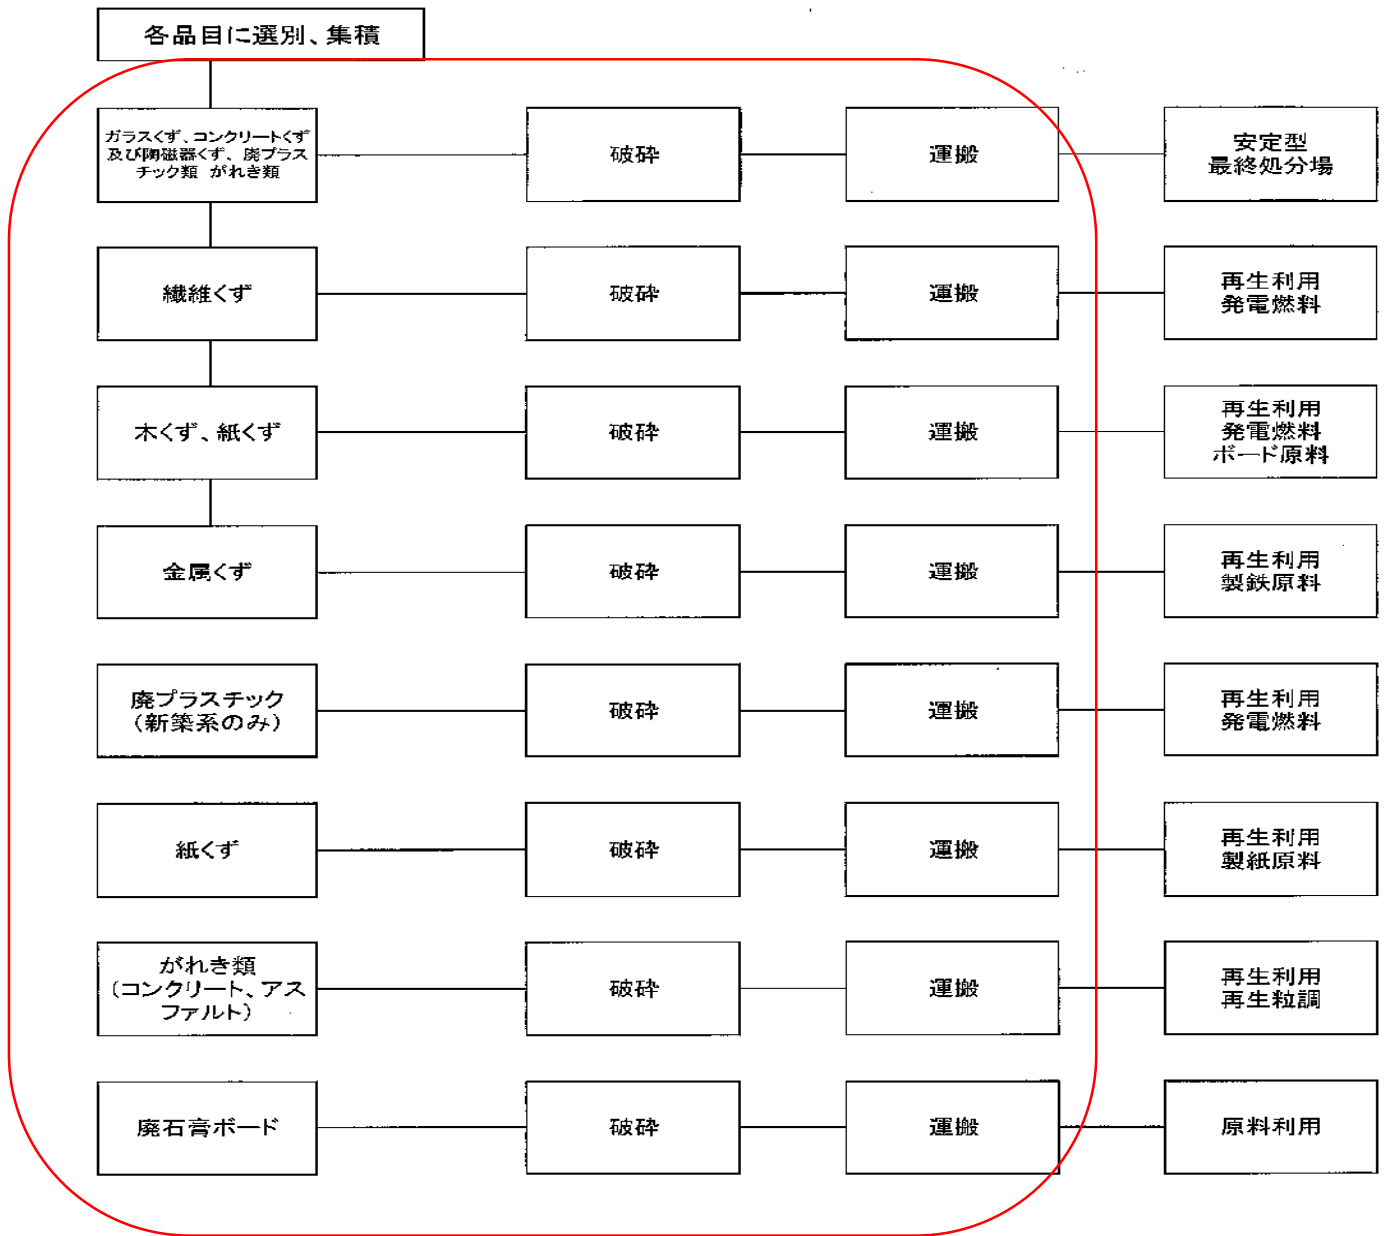 各品目に選別、集積
ガラスくず、コンクリートくず
及び陶磁器くず、廃プラス
チック類 がれき類
破砕
運搬
安定型
最終処分場
繊維くず
破砕
運搬
再生利用
発電燃料
木くず、紙くず
破砕
運搬
再生利用
発電燃料
ボード原料
金属くず
破砕
運搬
再生利用
製鉄原料
廃プラスチック
(新築系のみ)
破砕
運搬
再生利用
発電燃料
紙くず
破砕
運搬
再生利用
製紙原料
がれき類
(コンクリート、アス
ファルト)
破砕
運搬
再生利用
再生粒調
廃石膏ボード
破砕
運搬
原料利用